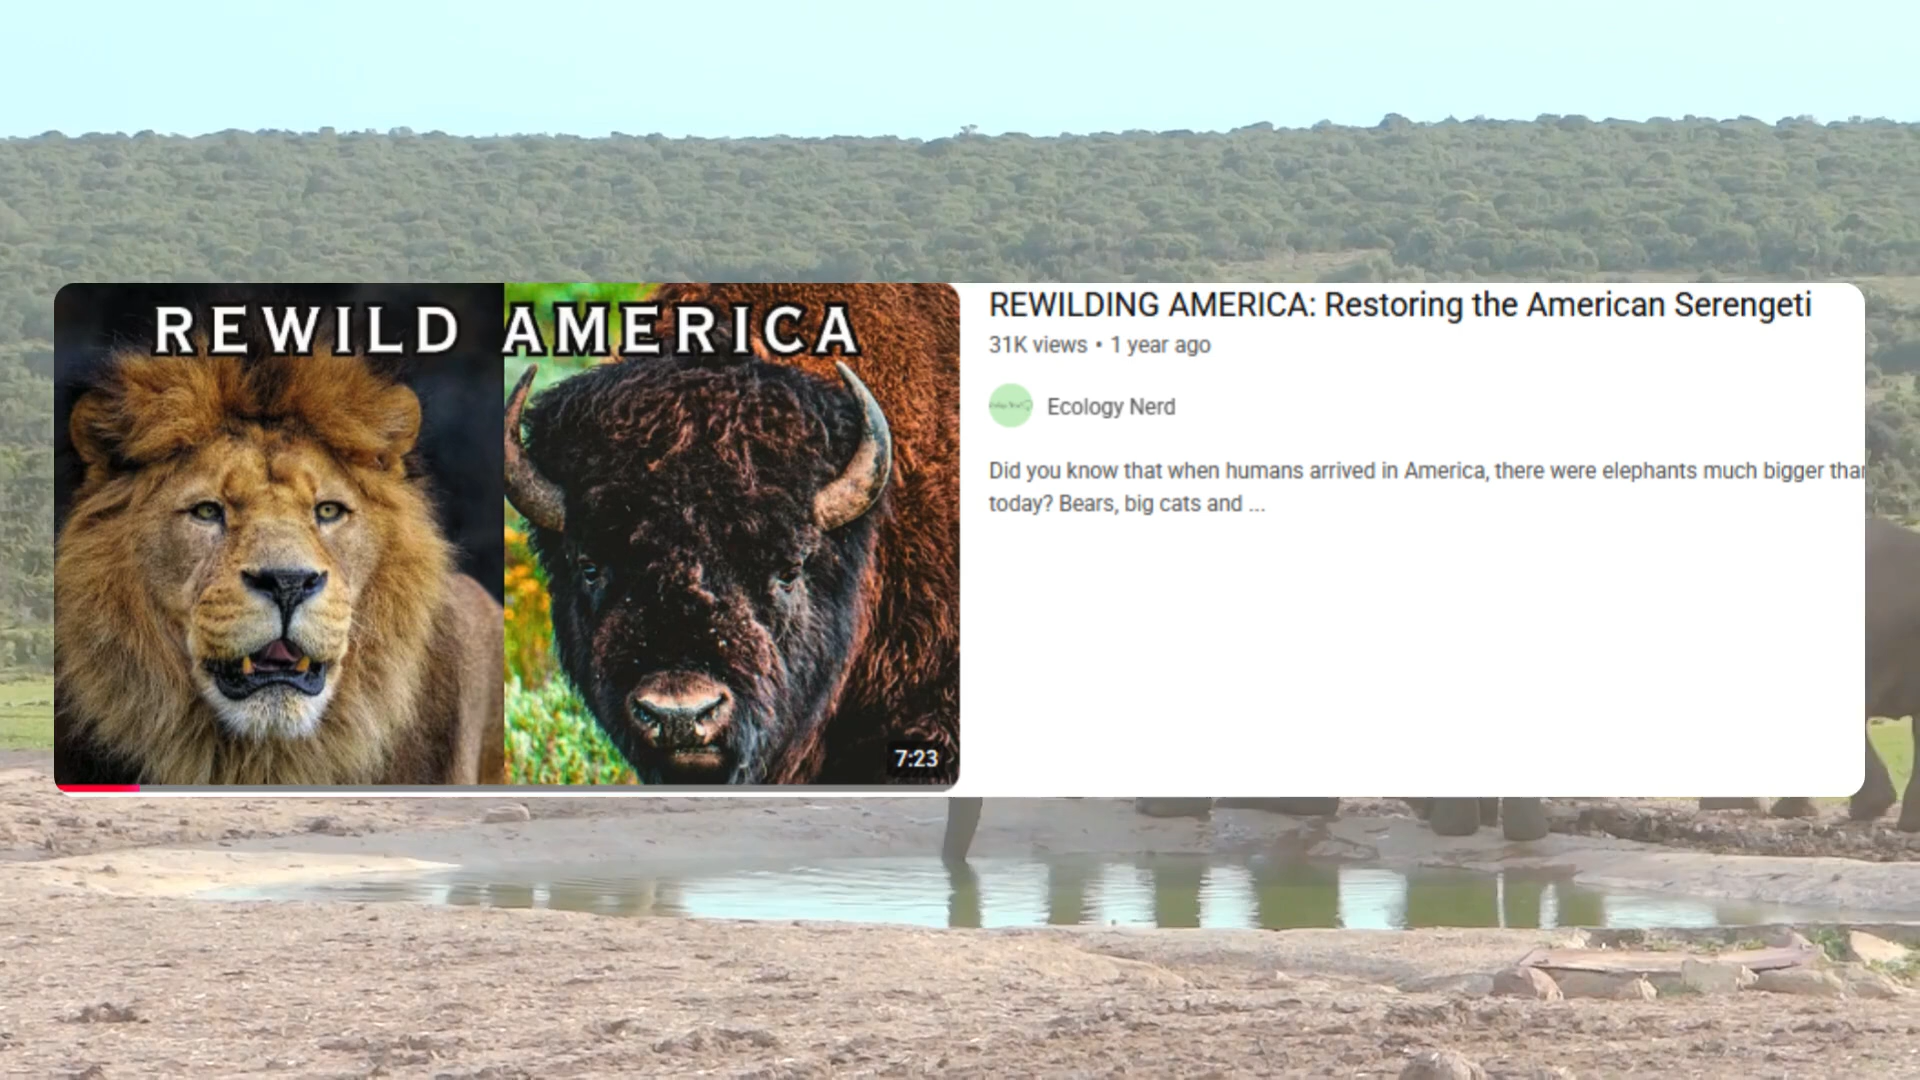 REWILD AMERICA
7:23
REWILDING AMERICA: Restoring the American Serengeti
31K views • 1 year ago
Ecology Nerd
Did you know that when humans arrived in America, there were elephants much bigger than
today? Bears, big cats and ...